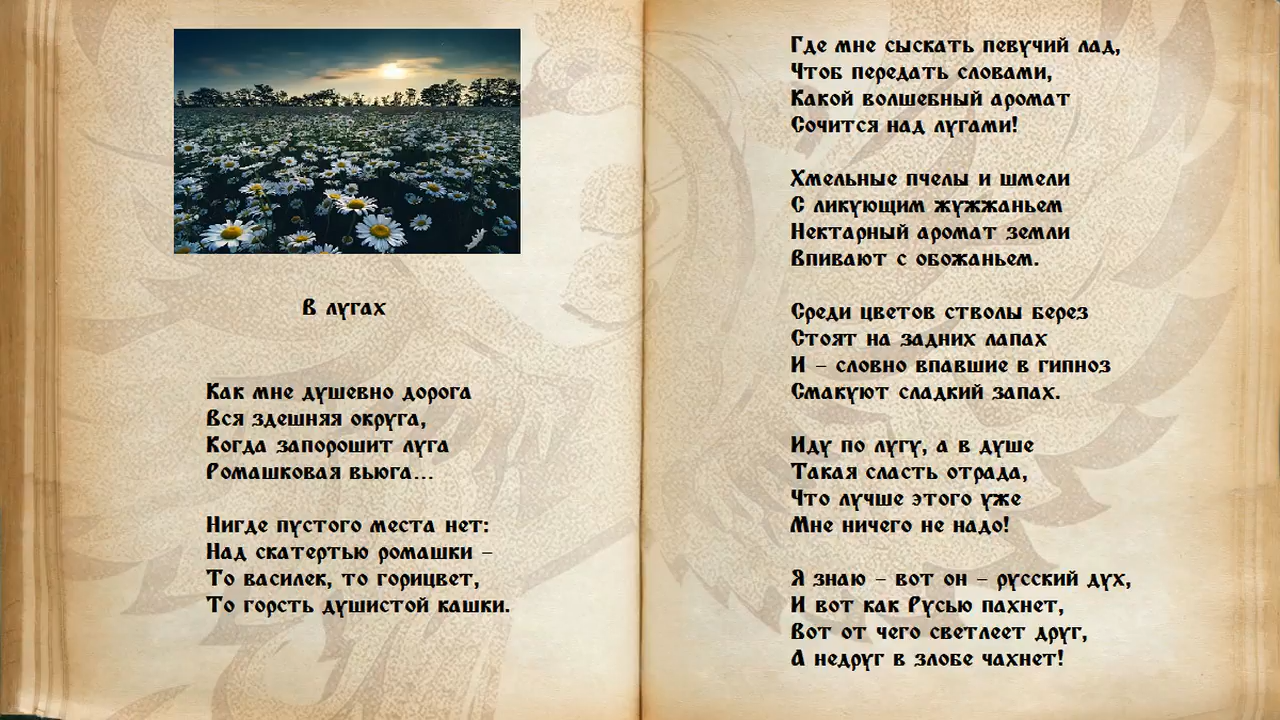 В лугах
Как мне душевно дорога
Вся здешняя округа,
Когда запорошит луга
Ромашковая вьюга...
Нигде пустого места нет:
Над скатертью ромашки –
То василек, то горицвет,
То горсть душистой кашки.
Где мне сыскать певучий лад,
Чтоб передать словами,
Какой волшебный аромат
Сочится над лугами!
Хмельные пчелы и шмели
С ликующим жужжаньем
Нектарный аромат земли
Впивают с обожаньем.
Среди цветов стволы берез
Стоят на задних лапах
И – словно впавшие в гипноз
Смакуют сладкий запах.
Иду по лугу, а в душе
Такая сласть отрада,
Что лучше этого уже
Мне ничего не надо!
Я знаю – вот он – русский дух,
И вот как Русью пахнет,
Вот от чего светлеет друг,
А недруг в злобе чахнет!